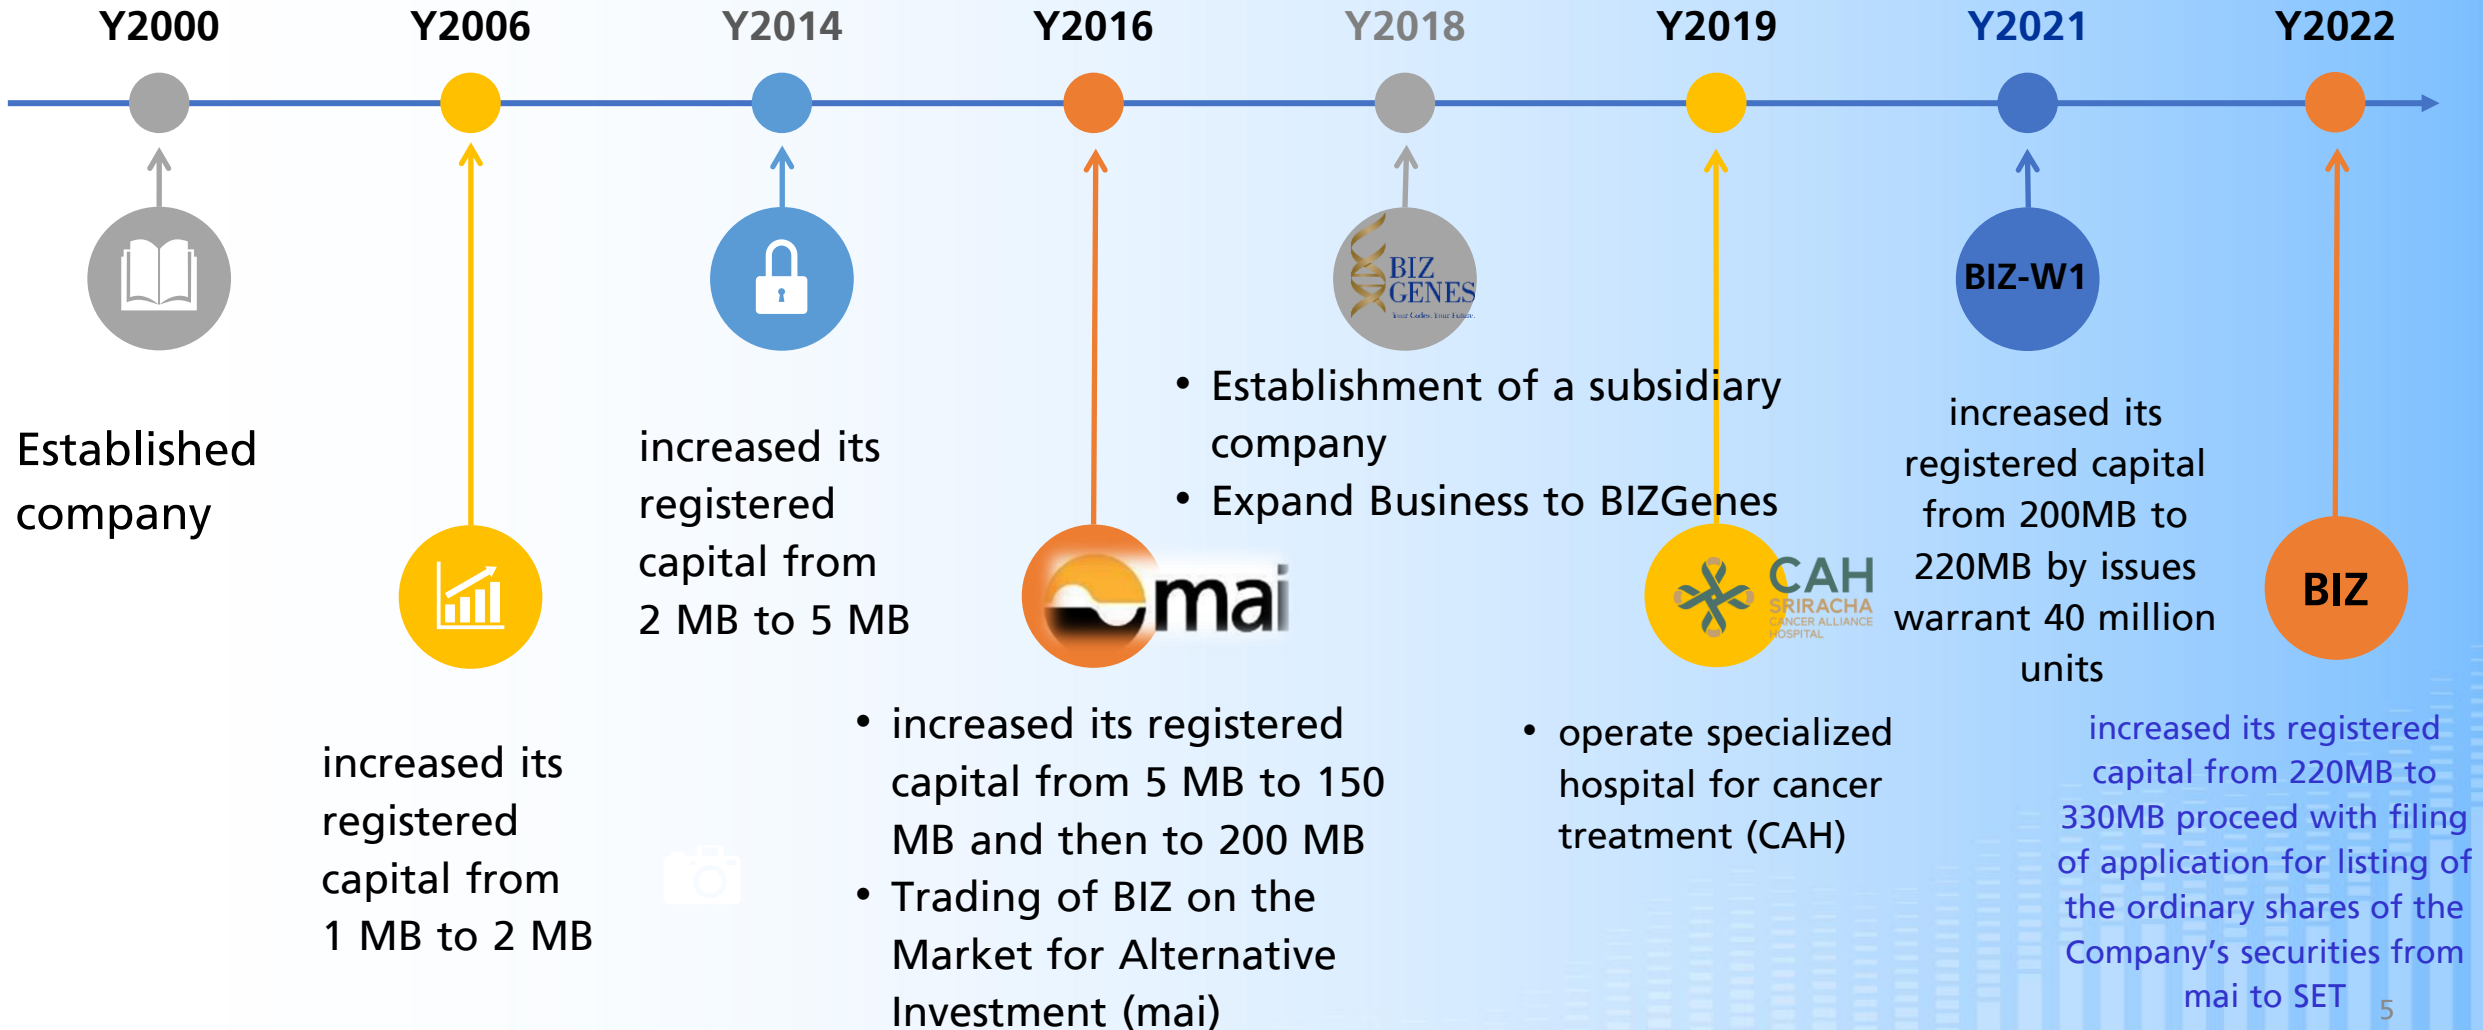 Y2000
Y2006
Y2014
Y2016
Y2018
Y2019
Y2021
Y2022
Established
company
increased its
registered
capital from
1 MB to 2 MB
increased its
registered
capital from
2 MB to 5 MB
mai
• increased its registered
capital from 5 MB to 150
MB and then to 200 MB
• Trading of BIZ on the
Market for Alternative
Investment (mai)
BIZ
GENES
Your Codes. Your Future.
• Establishment of a subsidiary
company
• Expand Business to BIZGenes
CAH
SRIRACHA
CANCER ALLIANCE
HOSPITAL
• operate specialized
hospital for cancer
treatment (CAH)
BIZ-W1
increased its
registered capital
from 200MB to
220MB by issues
warrant 40 million
units
BIZ
increased its registered
capital from 220MB to
330MB proceed with filing
of application for listing of
the ordinary shares of the
Company's securities from
mai to SET
5